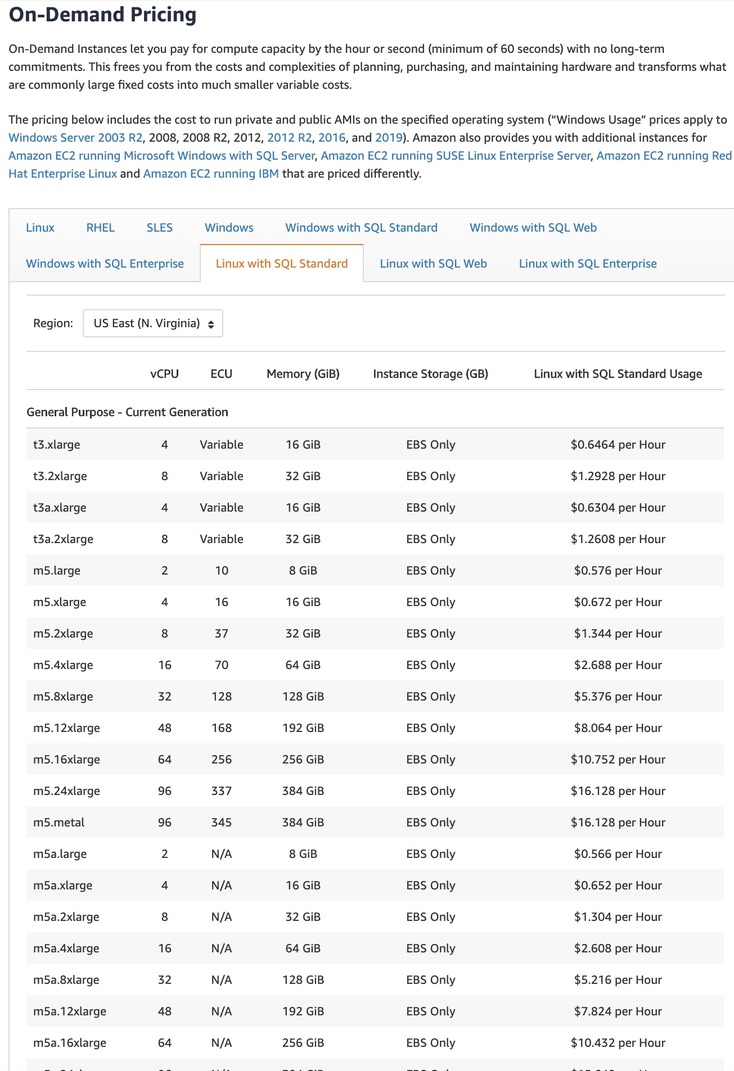 On-Demand Pricing
On-Demand Instances let you pay for compute capacity by the hour or second (minimum of 60 seconds) with no long-term
commitments. This frees you from the costs and complexities of planning, purchasing, and maintaining hardware and transforms what
are commonly large fixed costs into much smaller variable costs.
The pricing below includes the cost to run private and public AMIs on the specified operating system (“Windows Usage” prices apply to
Windows Server 2003 R2, 2008, 2008 R2, 2012, 2012 R2, 2016, and 2019). Amazon also provides you with additional instances for
Amazon EC2 running Microsoft Windows with SQL Server, Amazon EC2 running SUSE Linux Enterprise Server, Amazon EC2 running Red
Hat Enterprise Linux and Amazon EC2 running IBM that are priced differently.
Linux RHEL SLES Windows Windows with SQL Standard Windows with SQL Web
Windows with SQL Enterprise Linux with SQL Standard Linux with SQL Web Linux with SQL Enterprise
Region: US East (N. Virginia)
vCPU ECU Memory (GiB) Instance Storage (GB) Linux with SQL Standard Usage
General Purpose - Current Generation
t3.xlarge 4 Variable 16 GiB EBS Only $0.6464 per Hour
t3.2xlarge 8 Variable 32 GiB EBS Only $1.2928 per Hour
t3a.xlarge 4 Variable 16 GiB EBS Only $0.6304 per Hour
t3a.2xlarge 8 Variable 32 GiB EBS Only $1.2608 per Hour
m5.large 2 10 8 GiB EBS Only $0.576 per Hour
m5.xlarge 4 16 16 GiB EBS Only $0.672 per Hour
m5.2xlarge 8 37 32 GiB EBS Only $1.344 per Hour
m5.4xlarge 16 70 64 GiB EBS Only $2.688 per Hour
m5.8xlarge 32 128 128 GiB EBS Only $5.376 per Hour
m5.12xlarge 48 168 192 GiB EBS Only $8.064 per Hour
m5.16xlarge 64 256 256 GiB EBS Only $10.752 per Hour
m5.24xlarge 96 337 384 GiB EBS Only $16.128 per Hour
m5.metal 96 345 384 GiB EBS Only $16.128 per Hour
m5a.large 2 N/A 8 GiB EBS Only $0.566 per Hour
m5a.xlarge 4 N/A 16 GiB EBS Only $0.652 per Hour
m5a.2xlarge 8 N/A 32 GiB EBS Only $1.304 per Hour
m5a.4xlarge 16 N/A 64 GiB EBS Only $2.608 per Hour
m5a.8xlarge 32 N/A 128 GiB EBS Only $5.216 per Hour
m5a.12xlarge 48 N/A 192 GiB EBS Only $7.824 per Hour
m5a.16xlarge 64 N/A 256 GiB EBS Only $10.432 per Hour